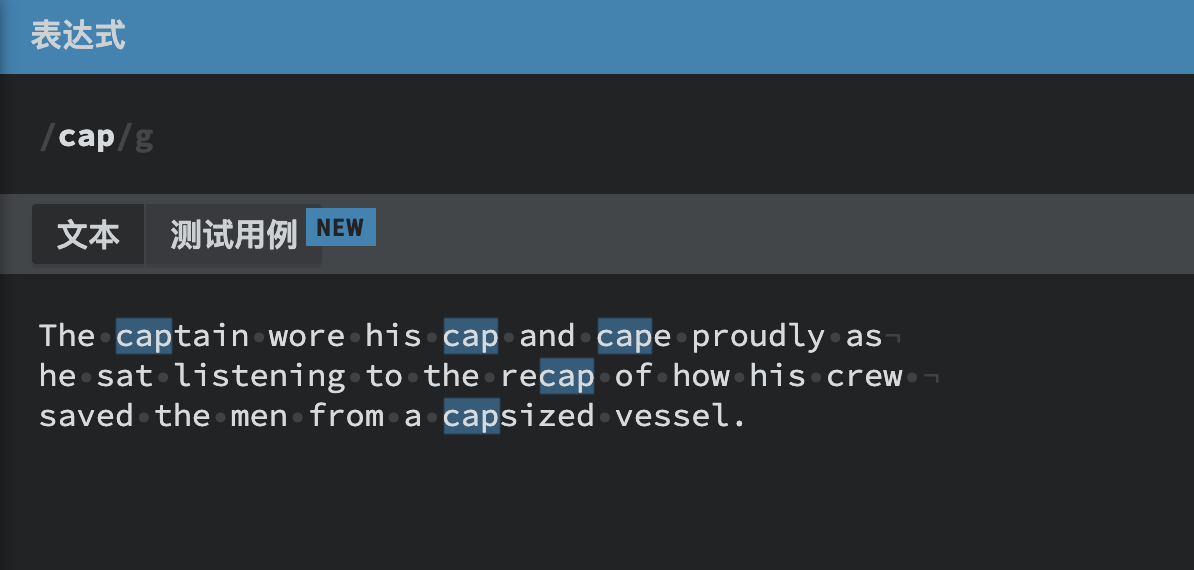 表达式
/cap/g
文本 测试用例 NEW
The captain wore his cap and cape proudly as¬
he sat listening to the recap of how his crew ¬
saved the men from a capsized vessel.